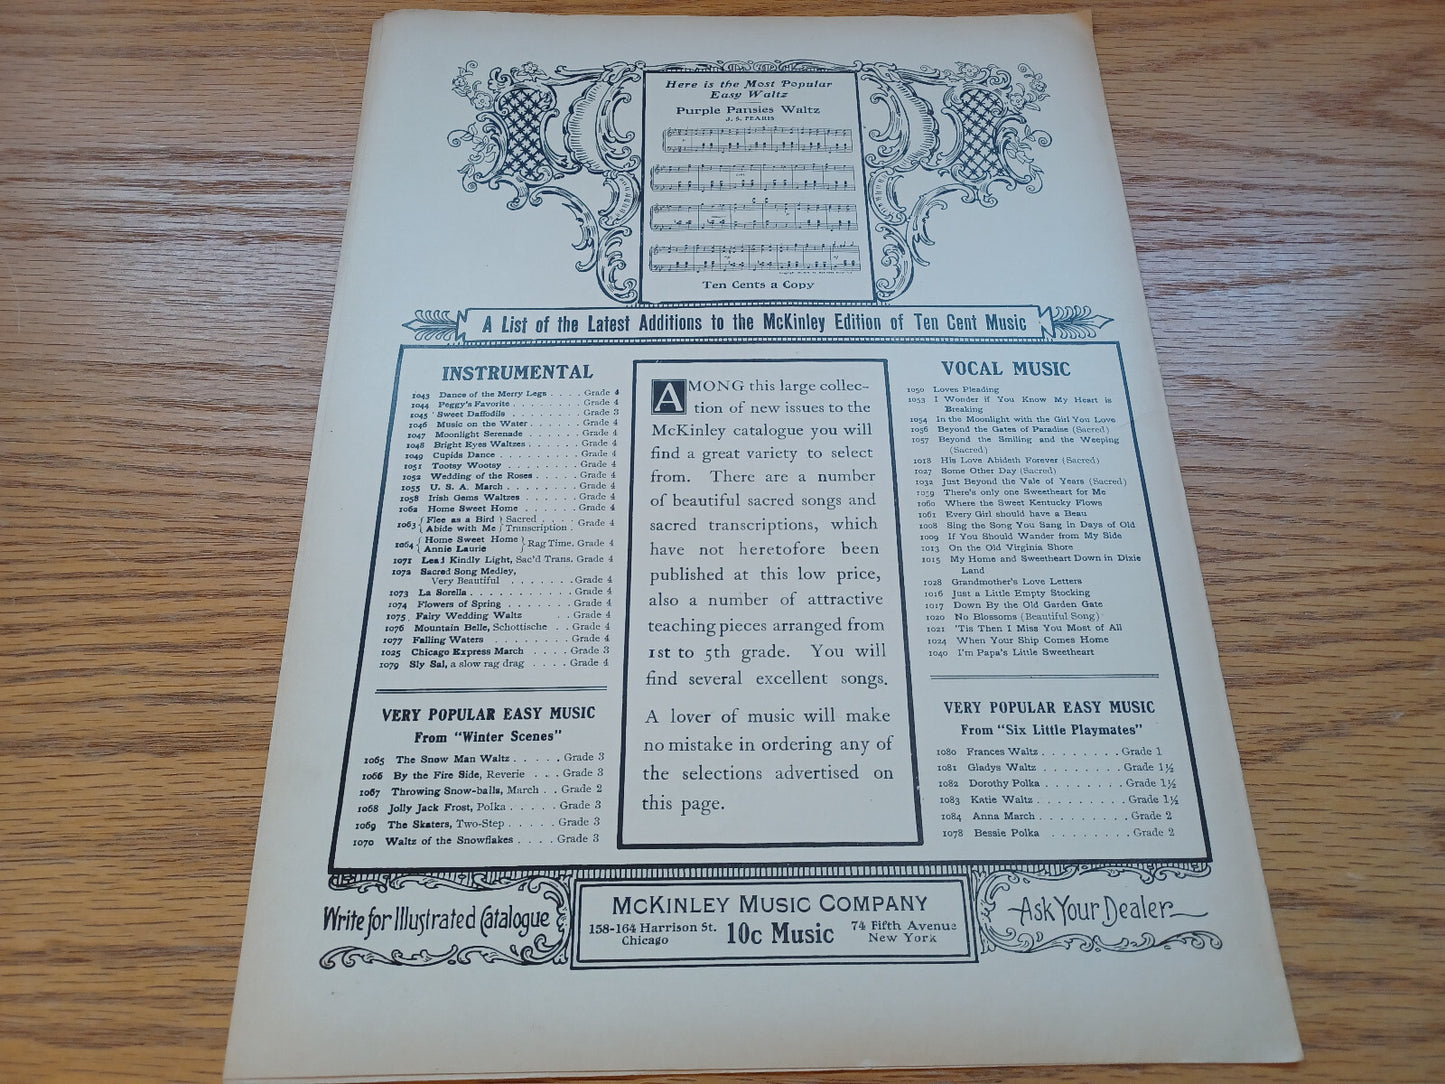 Here is the Most Popular
Easy Waltz
Purple Pansies Waltz
J. S. FEARIS
Ten Cents a Copy
A List of the Latest Additions to the McKinley Edition of Ten Cent Music
INSTRUMENTAL
1043 Dance of the Merry Legs . . . . Grade 4
1044 Peggy's Favorite . . . . . . . . Grade 4
1045 Sweet Daffodils . . . . . . . . Grade 3
1046 Music on the Water . . . . . . . Grade 4
1047 Moonlight Serenade . . . . . . . Grade 4
1048 Bright Eyes Waltzes . . . . . . . Grade 4
1049 Cupids Dance . . . . . . . . . Grade 4
1051 Tootsy Wootsy . . . . . . . . Grade 4
1052 Wedding of the Roses . . . . . . Grade 4
1055 U. S. A. March . . . . . . . . . Grade 4
1058 Irish Gems Waltzes . . . . . . . Grade 4
1062 Home Sweet Home . . . . . . . . Grade 4
1063 { Flee as a Bird } Sacred . . . . Grade 4
Abide with Me } Transcription .
1064 { Home Sweet Home } Rag Time. Grade 4
Annie Laurie
1071 Lead Kindly Light, Sac'd Trans. Grade 4
1072 Sacred Song Medley,
Very Beautiful . . . . . . . . Grade 4
1073 La Sorella . . . . . . . . . . . . Grade 4
1074 Flowers of Spring . . . . . . . Grade 4
1075 Fairy Wedding Waltz . . . . . Grade 4
1076 Mountain Belle, Schottische . . . Grade 4
1077 Falling Waters . . . . . . . . . Grade 4
1025 Chicago Express March . . . . Grade 3
1079 Sly Sal, a slow rag drag . . . . Grade 4
VERY POPULAR EASY MUSIC
From "Winter Scenes"
1065 The Snow Man Waltz . . . . . Grade 3
1066 By the Fire Side, Reverie . . . . Grade 3
1067 Throwing Snow-balls, March . . Grade 2
1068 Jolly Jack Frost, Polka . . . . . Grade 3
1069 The Skaters, Two-Step . . . . . Grade 3
1070 Waltz of the Snowflakes . . . . Grade 3
AMONG this large collec-
tion of new issues to the
McKinley catalogue you will
find a great variety to select
from. There are a number
of beautiful sacred songs and
sacred transcriptions, which
have not heretofore been
published at this low price,
also a number of attractive
teaching pieces arranged from
1st to 5th grade. You will
find several excellent songs.
A lover of music will make
no mistake in ordering any of
the selections advertised on
this page.
VOCAL MUSIC
1050 Loves Pleading
1053 I Wonder if You Know My Heart is
Breaking
1054 In the Moonlight with the Girl You Love
1056 Beyond the Gates of Paradise (Sacred)
1057 Beyond the Smiling and the Weeping
(Sacred)
1018 His Love Abideth Forever (Sacred)
1027 Some Other Day (Sacred)
1032 Just Beyond the Vale of Years (Sacred)
1059 There's only one Sweetheart for Me
1060 Where the Sweet Kentucky Flows
1061 Every Girl should have a Beau
1008 Sing the Song You Sang in Days of Old
1009 If You Should Wander from My Side
1013 On the Old Virginia Shore
1015 My Home and Sweetheart Down in Dixie
Land
1028 Grandmother's Love Letters
1016 Just a Little Empty Stocking
1017 Down By the Old Garden Gate
1020 No Blossoms (Beautiful Song)
1021 'Tis Then I Miss You Most of All
1024 When Your Ship Comes Home
1040 I'm Papa's Little Sweetheart
VERY POPULAR EASY MUSIC
From "Six Little Playmates"
1080 Frances Waltz . . . . . . . . Grade 1
1081 Gladys Waltz . . . . . . . . . Grade 1½
1082 Dorothy Polka . . . . . . . . Grade 1½
1083 Katie Waltz . . . . . . . . . Grade 1½
1084 Anna March . . . . . . . . . Grade 2
1078 Bessie Polka . . . . . . . . Grade 2
Write for Illustrated Catalogue
MCKINLEY MUSIC COMPANY
158-164 Harrison St.
Chicago
10c Music
74 Fifth Avenue
New York
Ask Your Dealer